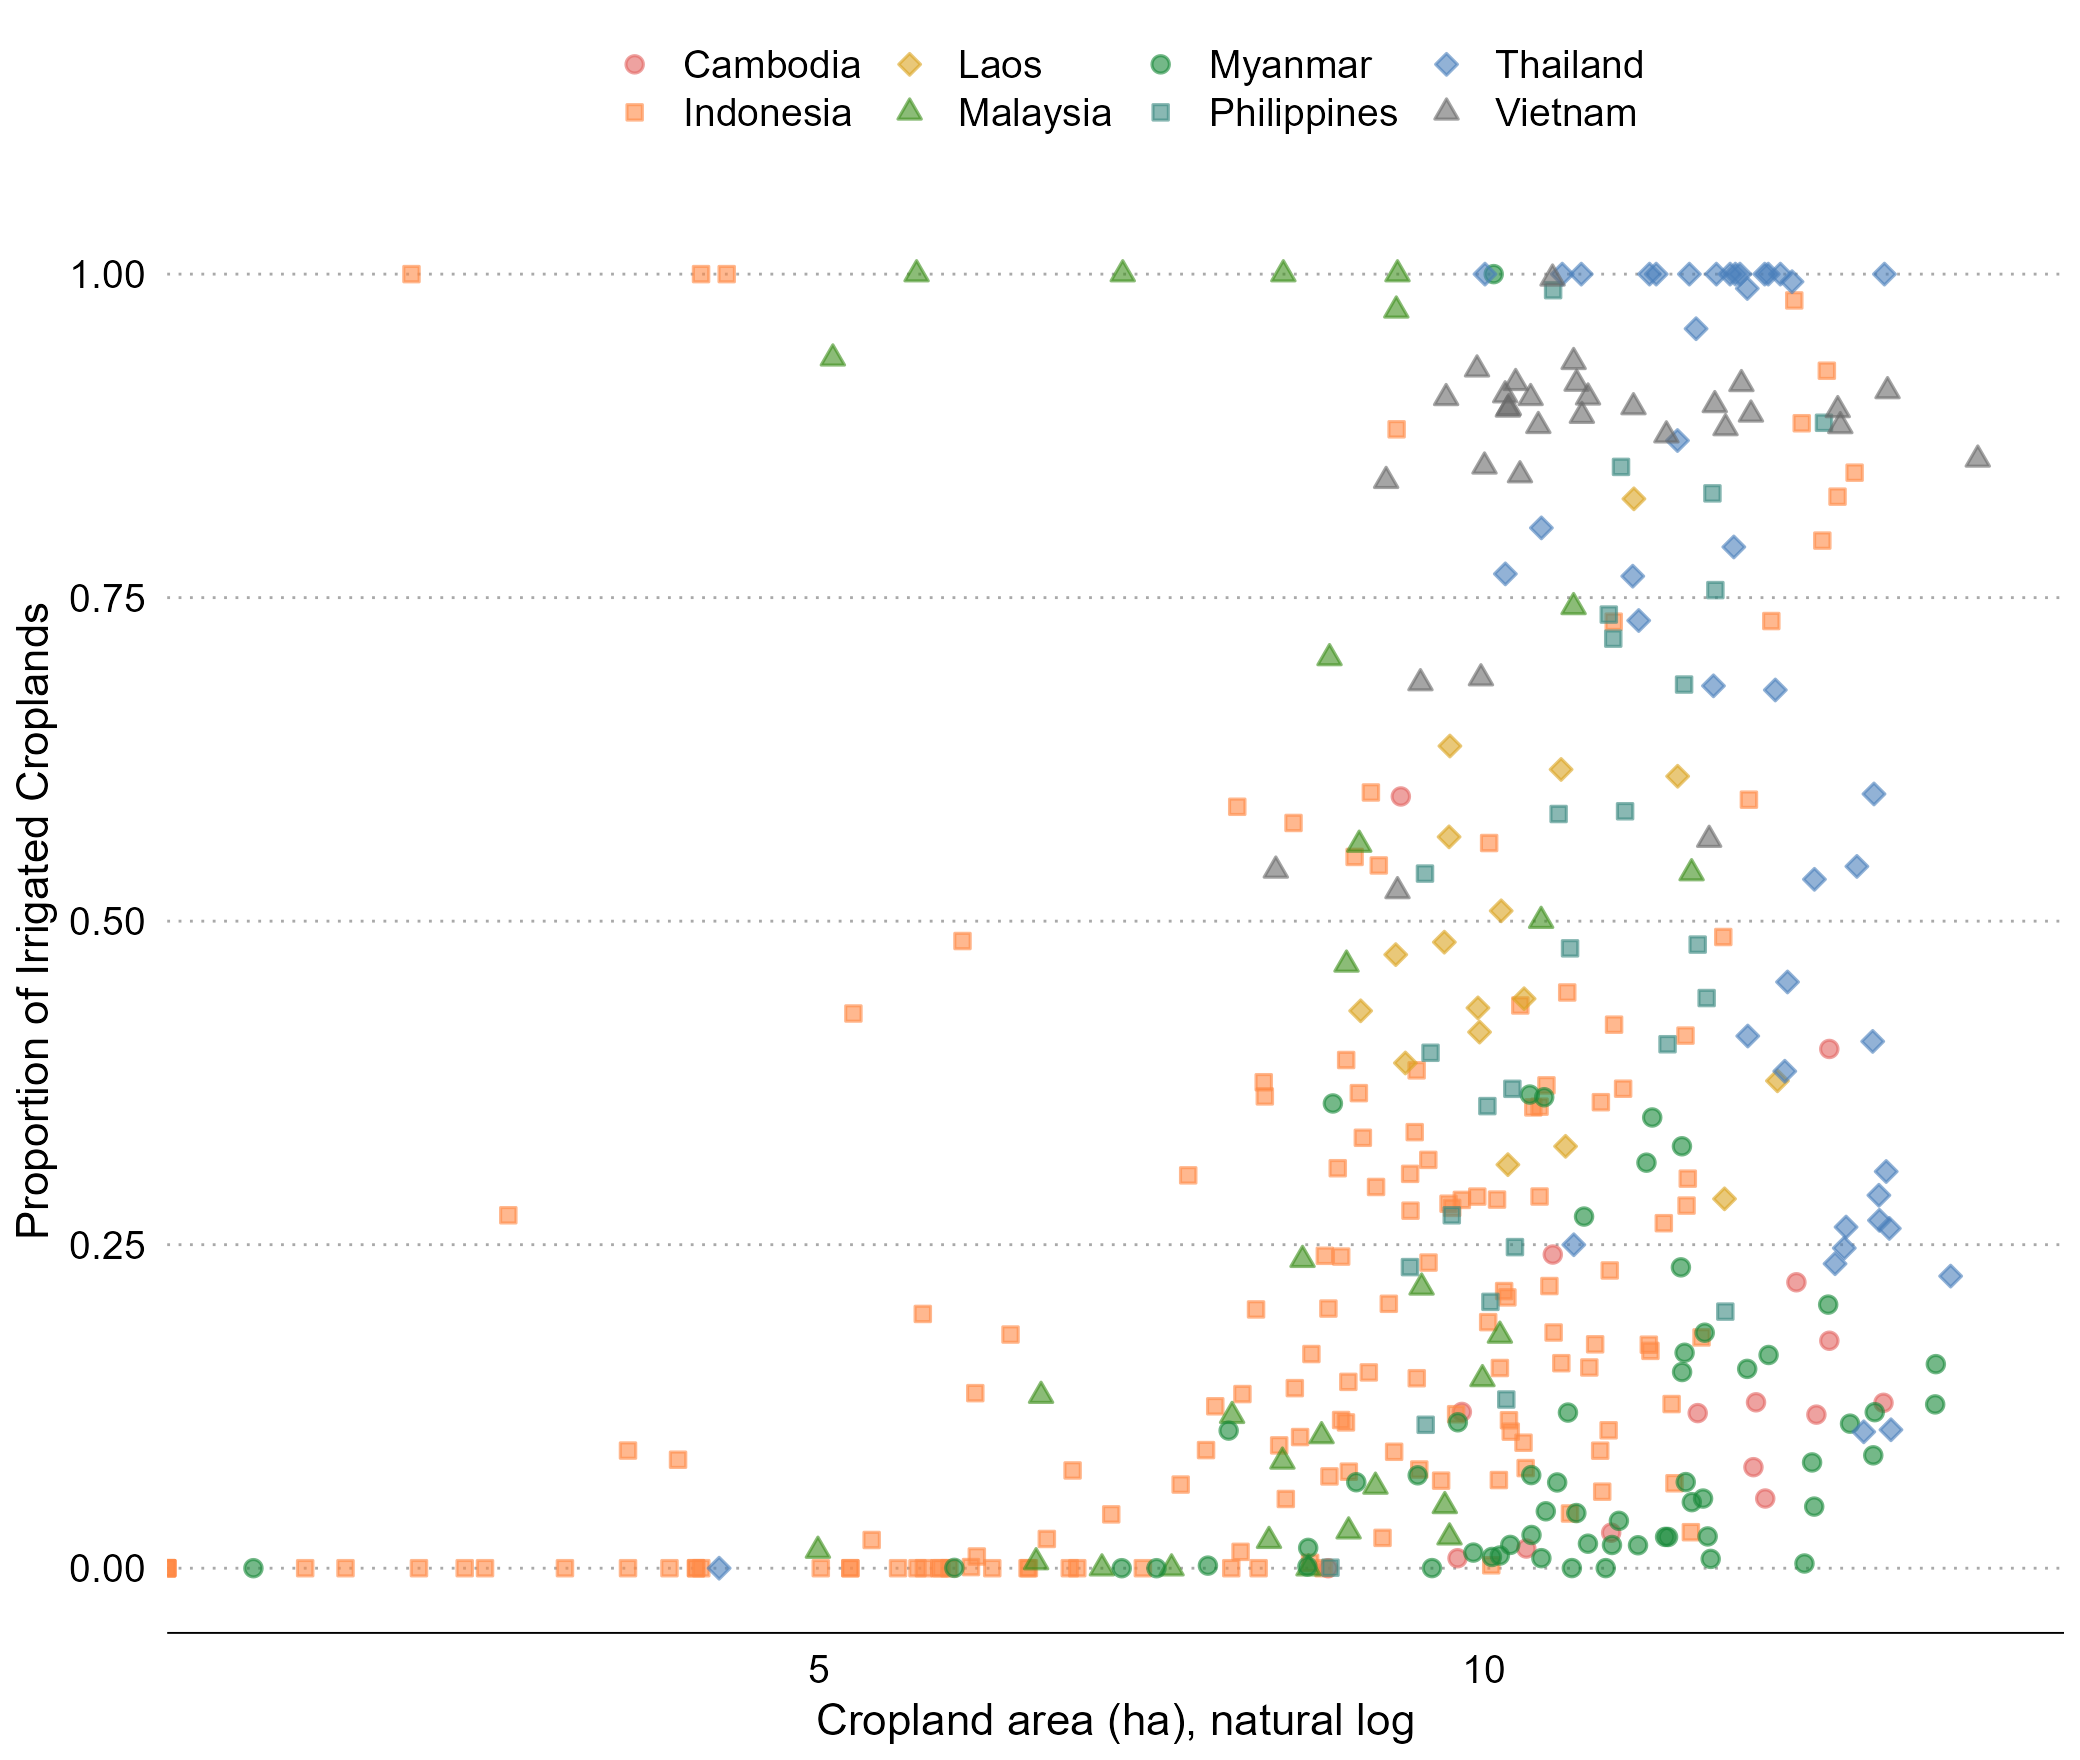 Cambodia Laos Myanmar Thailand
Indonesia Malaysia Philippines Vietnam
1.00
0.75
0.50
0.25
0.00
Proportion of Irrigated Croplands
5 10
Cropland area (ha), natural log